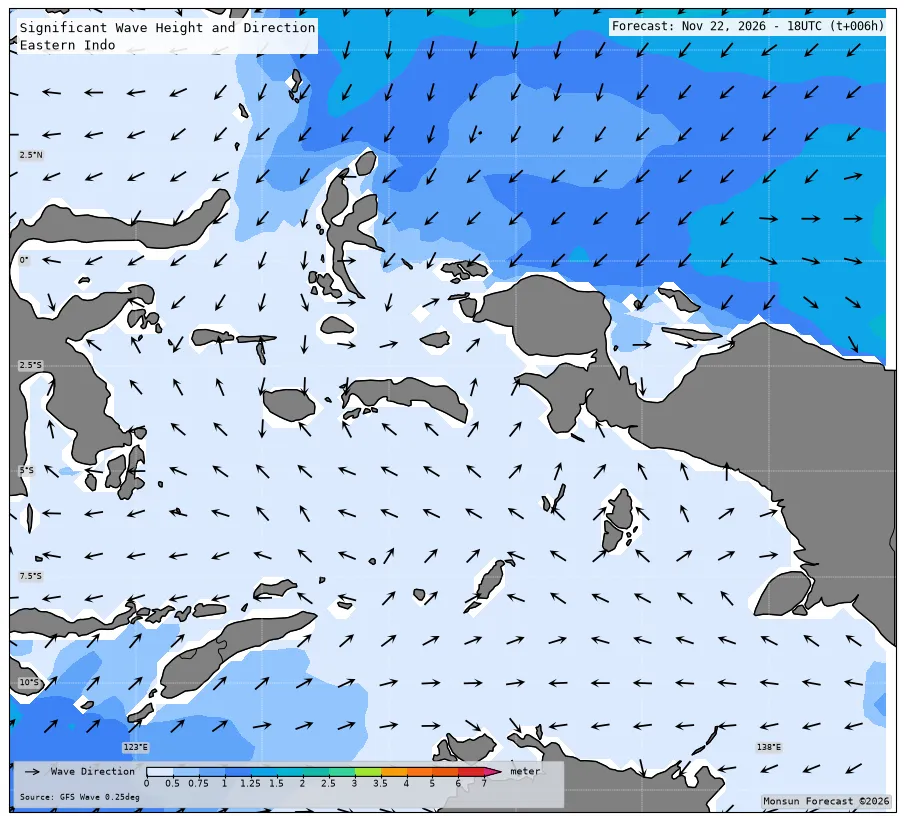 Significant Wave Height and Direction
Eastern Indo
Forecast: Nov 22, 2026 - 18UTC (t+006h)
2.5°N
0°
2.5°S
5°S
7.5°S
10°S
123°E
138°E
Wave Direction
meter
0 0.5 0.75 1 1.25 1.5 2 2.5 3 3.5 4 5 6 7
Source: GFS Wave 0.25deg
Monsun Forecast ©2026